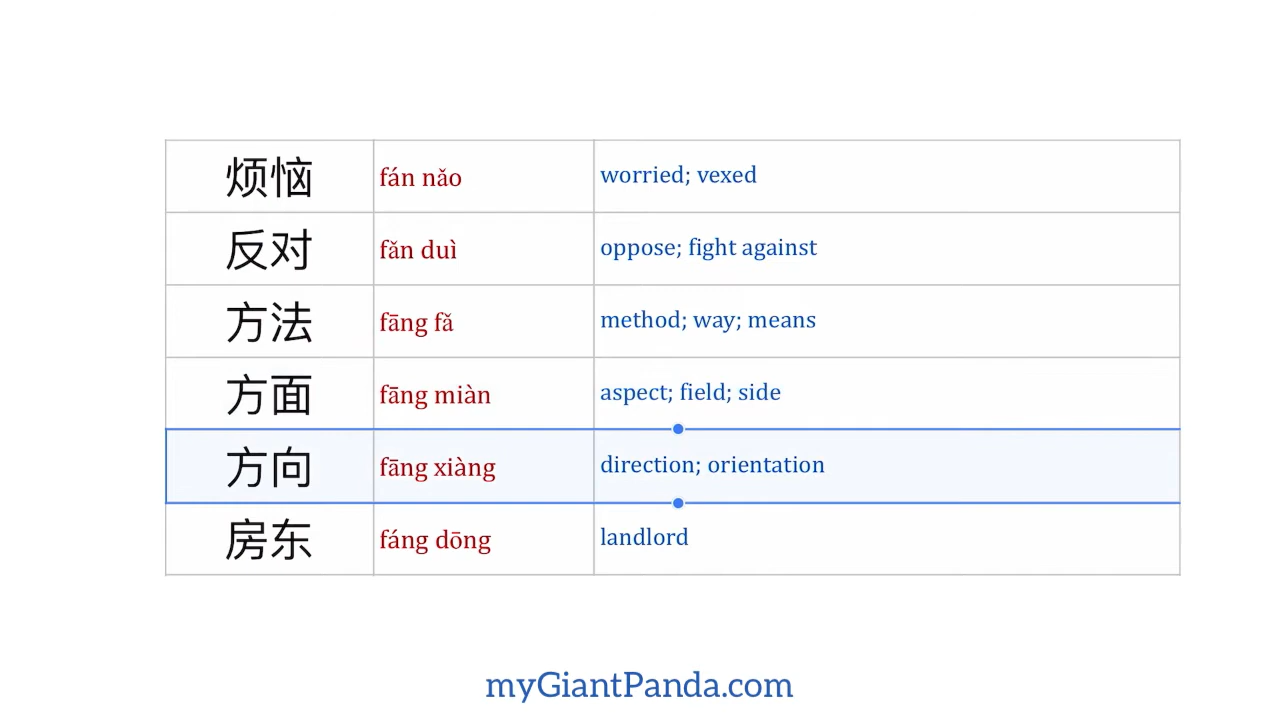 烦恼 fán nǎo worried; vexed
反对 fǎn duì oppose; fight against
方法 fāng fǎ method; way; means
方面 fāng miàn aspect; field; side
方向 fāng xiàng direction; orientation
房东 fáng dōng landlord
myGiantPanda.com